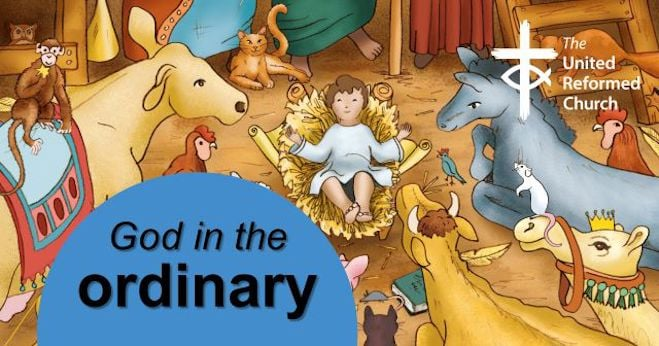 The
United
Reformed
Church
God in the
ordinary